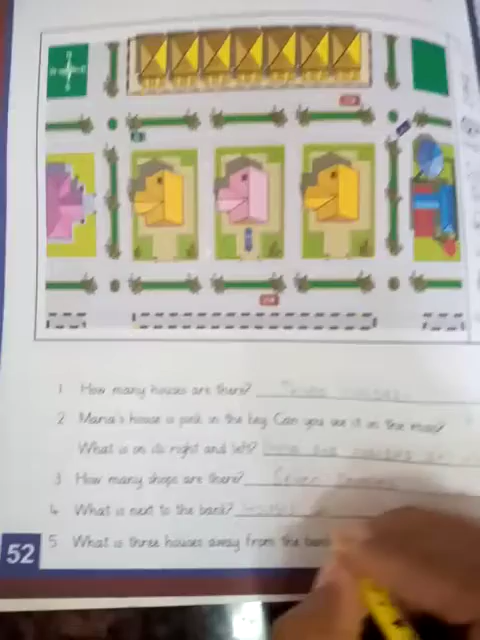 1 How many houses are there?
2 Maria's house is pink in the key. Can you see it on the map?
What is on its right and left?
3 How many shops are there? Seven
4 What is next to the bank?
5 What is three houses away from the bank
52